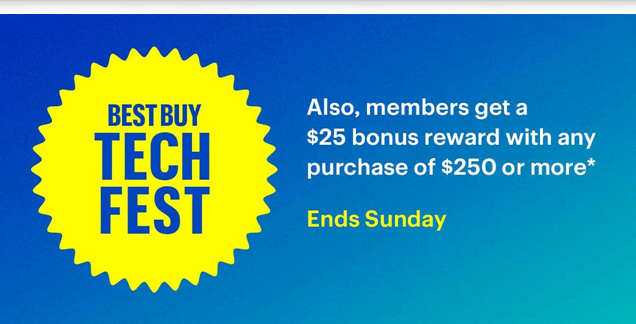 BEST BUY
TECH
FEST
Also, members get a
$25 bonus reward with any
purchase of $250 or more*
Ends Sunday